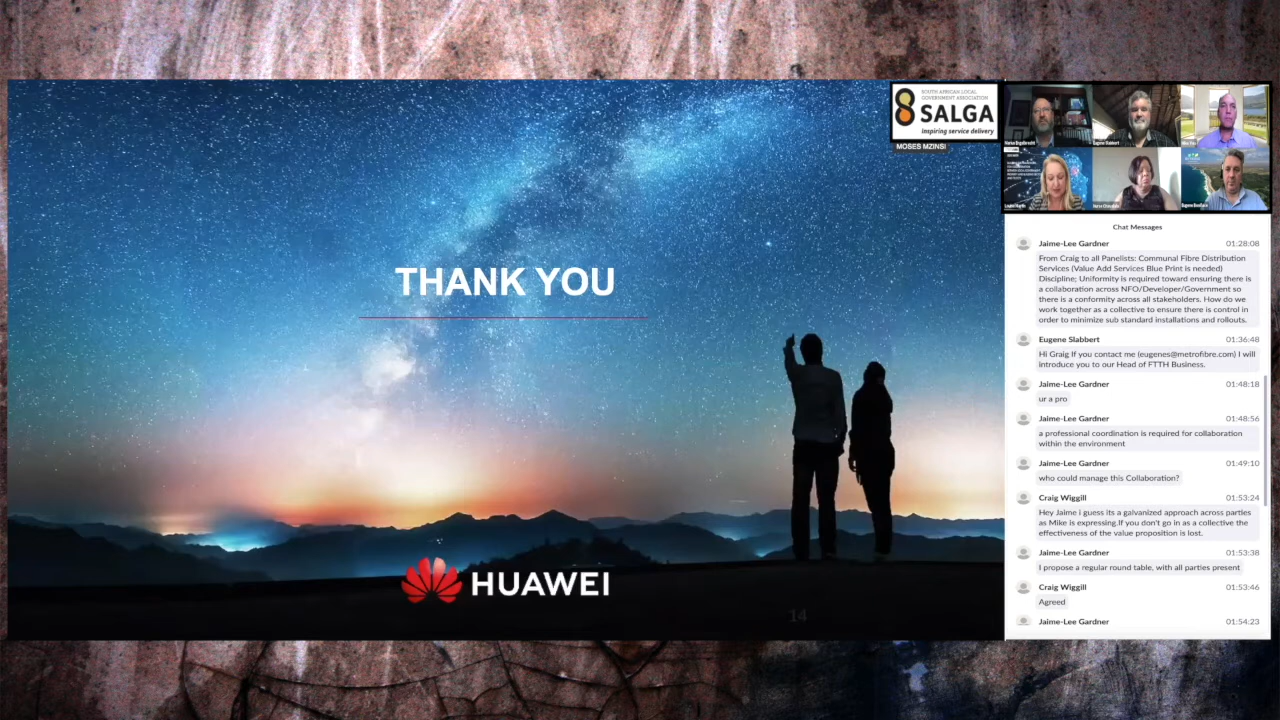 THANK YOU
HUAWEI
14
SOUTH AFRICAN LOCAL
GOVERNMENT ASSOCIATION
SALGA
Inspiring service delivery
MOSES MZINSI
Eugene Slabbert
Chat Messages
Jaime-Lee Gardner 01:28:08
From Craig to all Panelists: Communal Fibre Distribution
Services (Value Add Services Blue Print is needed)
Discipline; Uniformity is required toward ensuring there is
a collaboration across NFO/Developer/Government so
there is a conformity across all stakeholders. How do we
work together as a collective to ensure there is control in
order to minimize sub standard installations and rollouts.
Eugene Slabbert 01:36:48
Hi Graig If you contact me (eugenes@metrofibre.com) I will
introduce you to our Head of FTTH Business.
Jaime-Lee Gardner 01:48:18
ur a pro
Jaime-Lee Gardner 01:48:56
a professional coordination is required for collaboration
within the environment
Jaime-Lee Gardner 01:49:10
who could manage this Collaboration?
Craig Wiggill 01:53:24
Hey Jaime i guess its a galvanized approach across parties
as Mike is expressing.If you don't go in as a collective the
effectiveness of the value proposition is lost.
Jaime-Lee Gardner 01:53:38
I propose a regular round table, with all parties present
Craig Wiggill 01:53:46
Agreed
Jaime-Lee Gardner 01:54:23